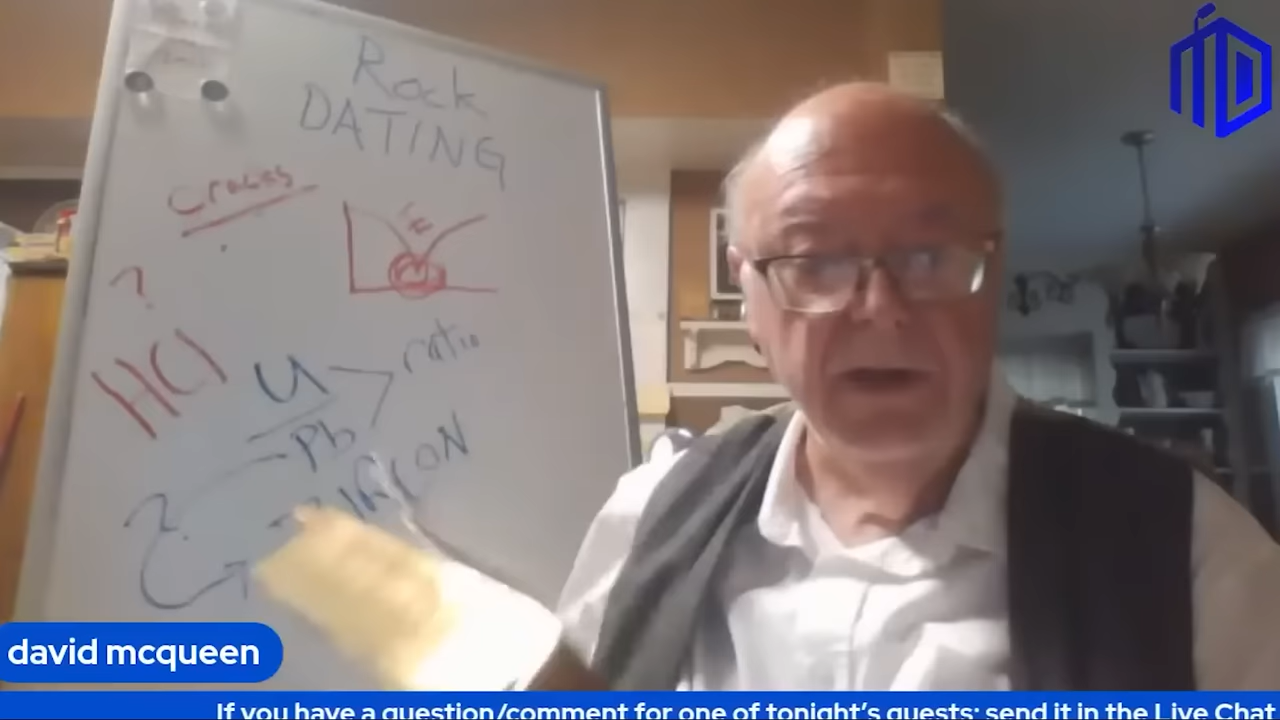 Rock
DATING
?
HCl
U
ratio
Pb
ZIRCON
?
david mcqueen
If you have a question/comment for one of tonight's guests; send it in the Live Chat